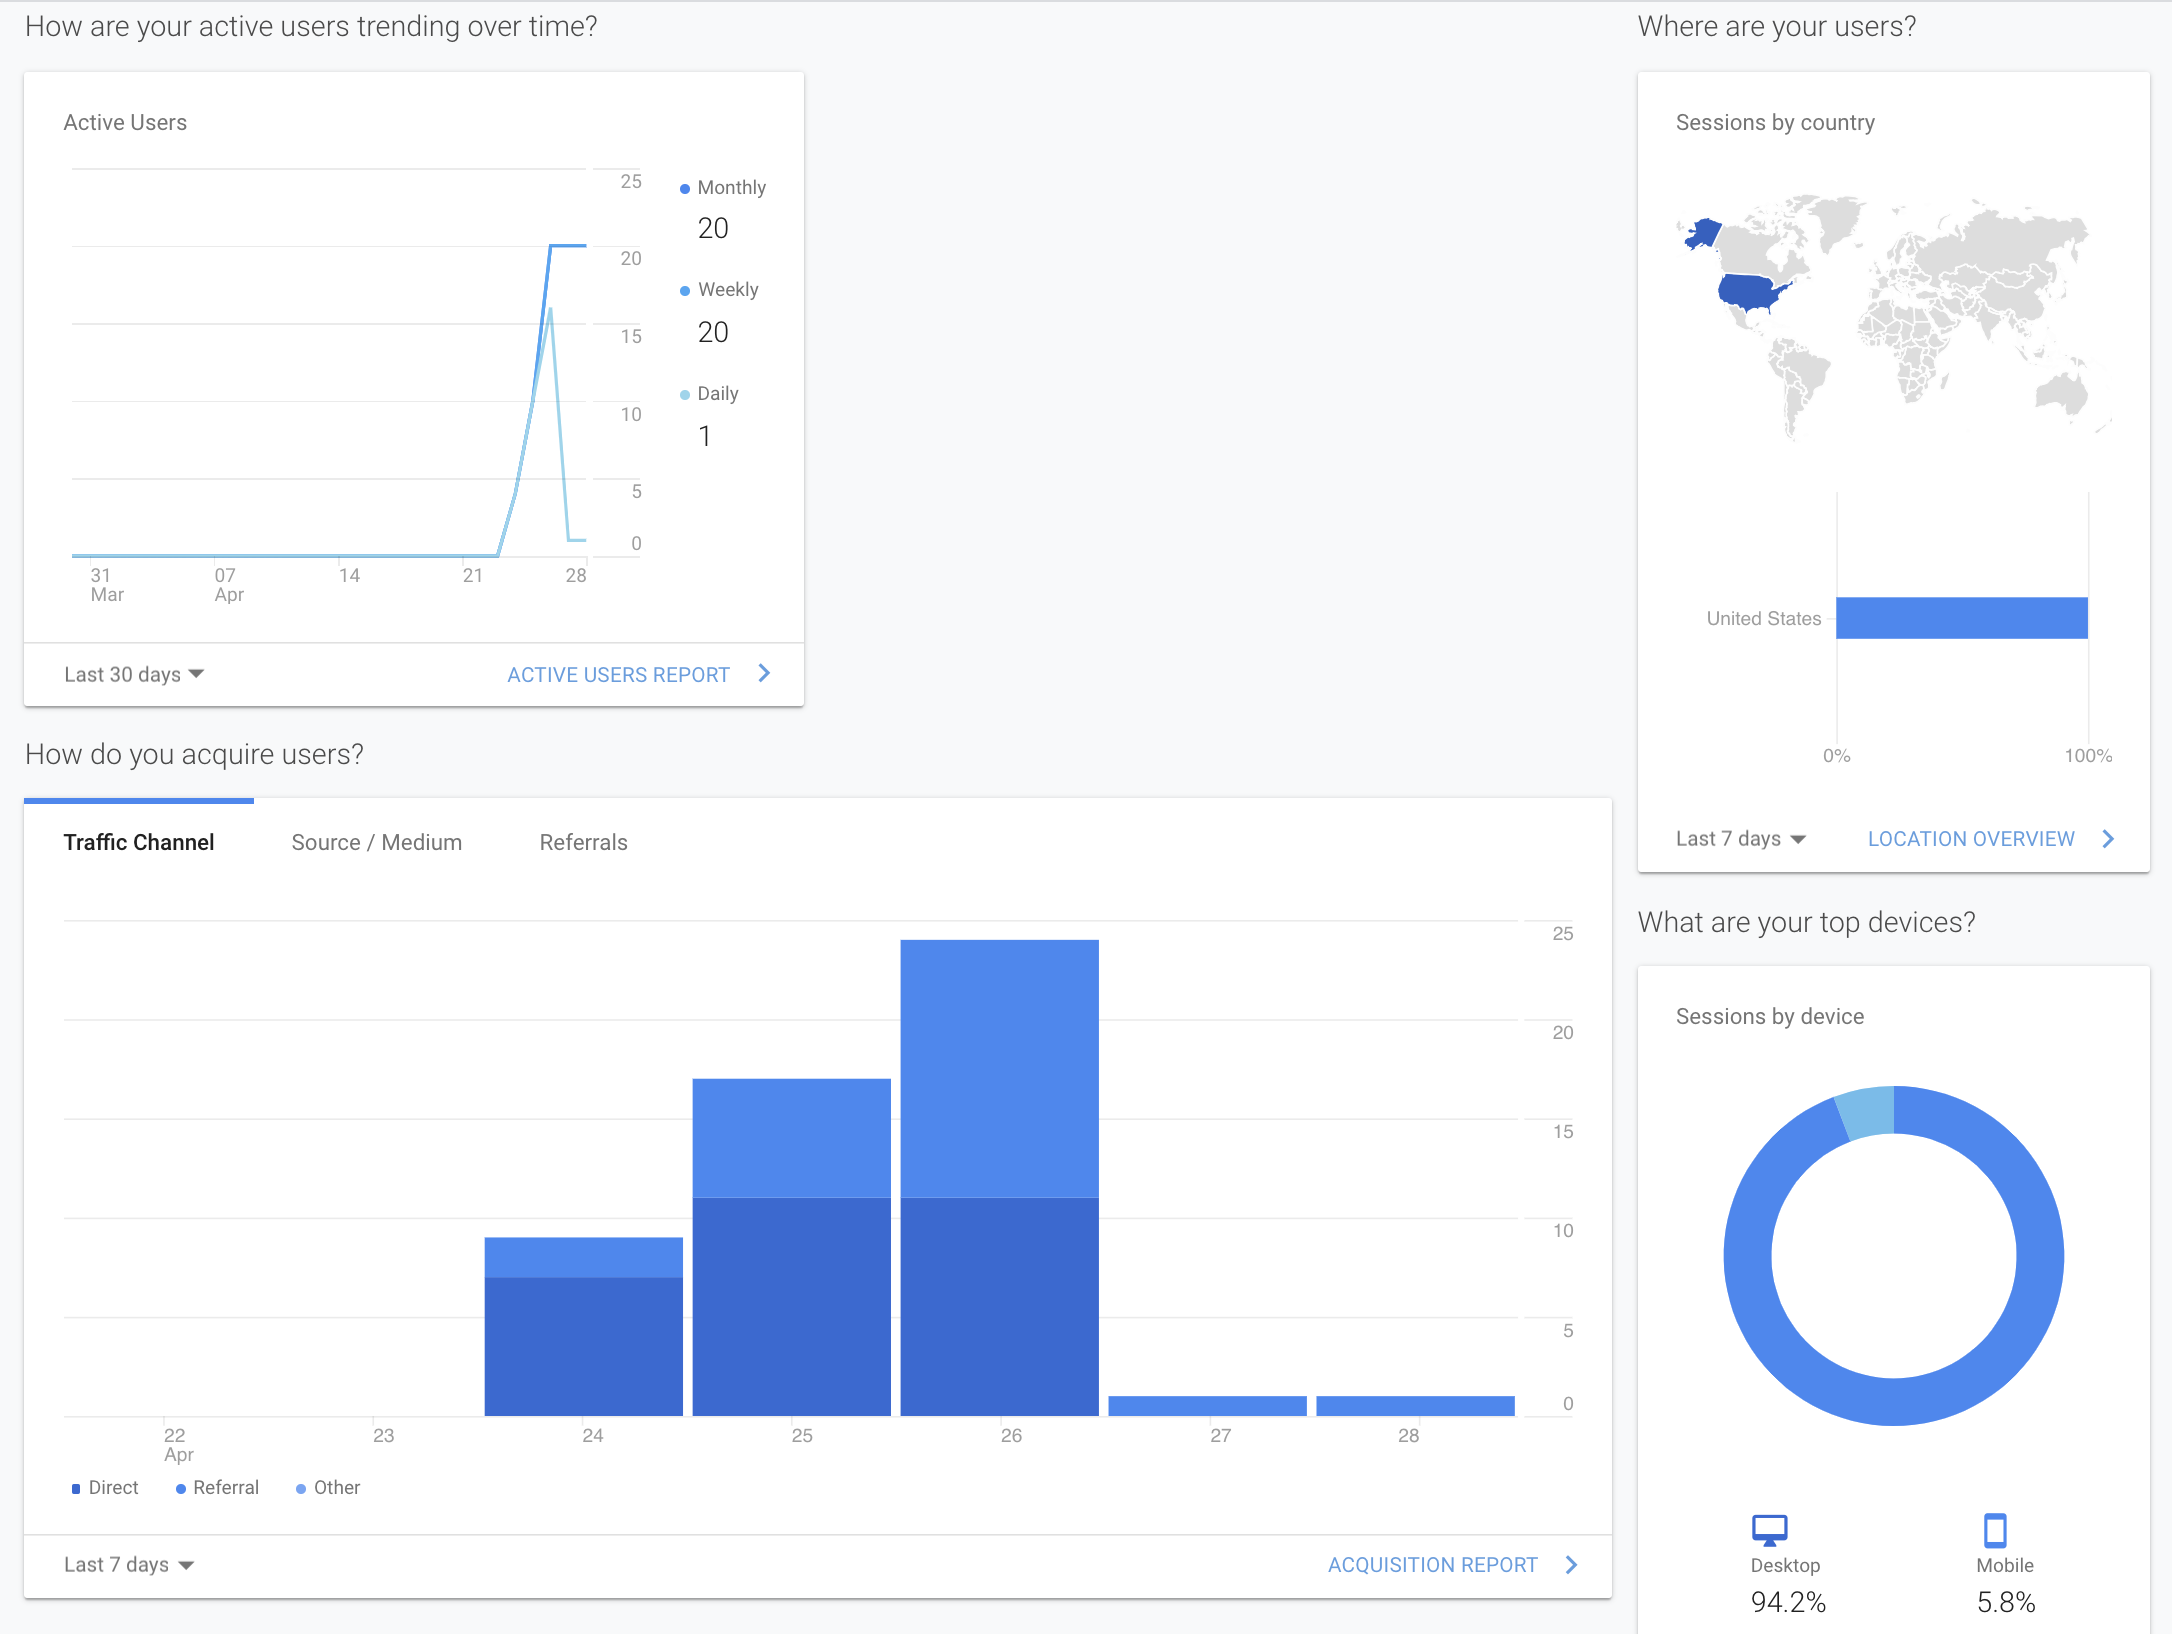 How are your active users trending over time?
Active Users
25
20
15
10
5
0
31
Mar
07
Apr
14
21
28
Monthly
20
Weekly
20
Daily
1
Last 30 days
ACTIVE USERS REPORT
How do you acquire users?
Traffic Channel
Source / Medium
Referrals
25
20
15
10
5
0
22
Apr
23
24
25
26
27
28
Direct
Referral
Other
Last 7 days
ACQUISITION REPORT
Where are your users?
Sessions by country
United States
0%
100%
Last 7 days
LOCATION OVERVIEW
What are your top devices?
Sessions by device
Desktop
94.2%
Mobile
5.8%